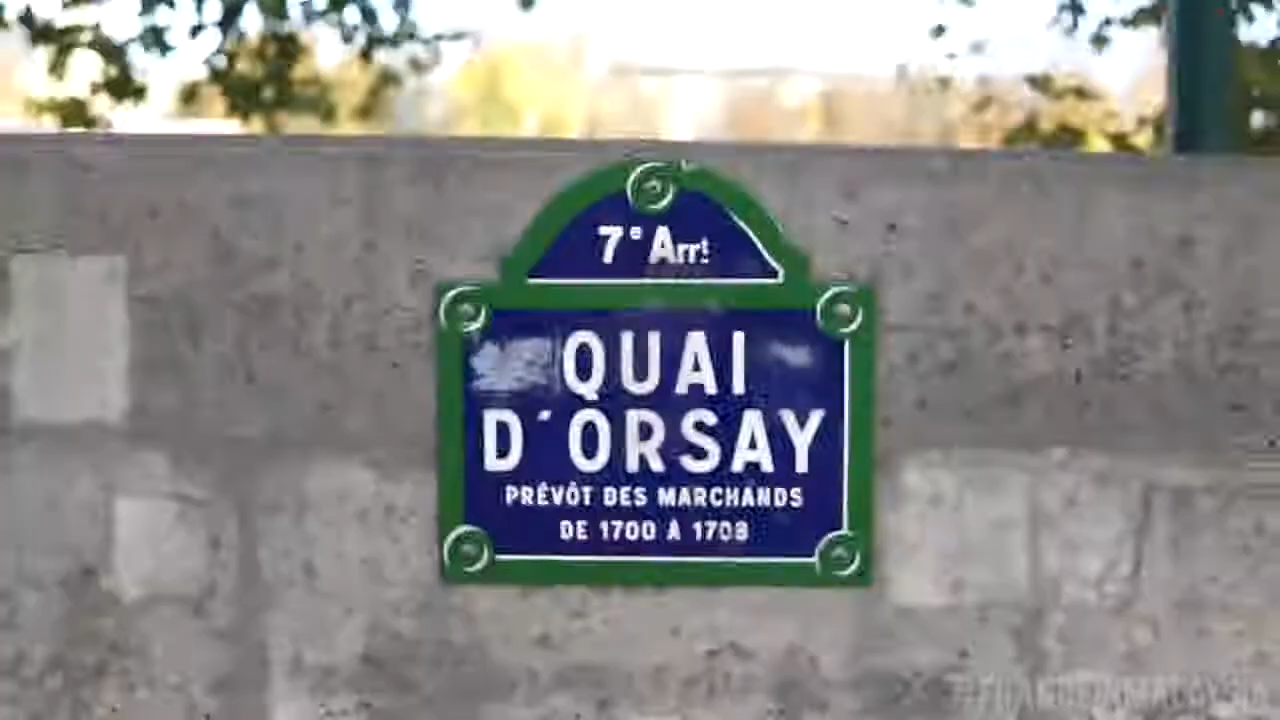 7e Arrt
QUAI
D'ORSAY
PRÉVÔT DES MARCHANDS
DE 1700 À 1708